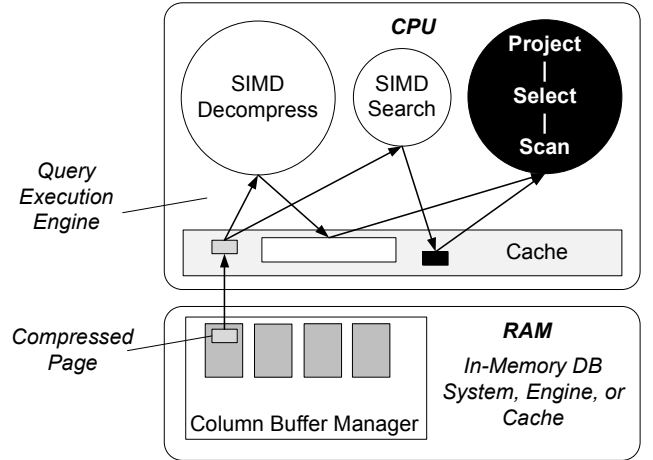 CPU
SIMD
Decompress
SIMD
Search
Project
Select
Scan
Query
Execution
Engine
Cache
Compressed
Page
RAM
In-Memory DB
System, Engine, or
Cache
Column Buffer Manager